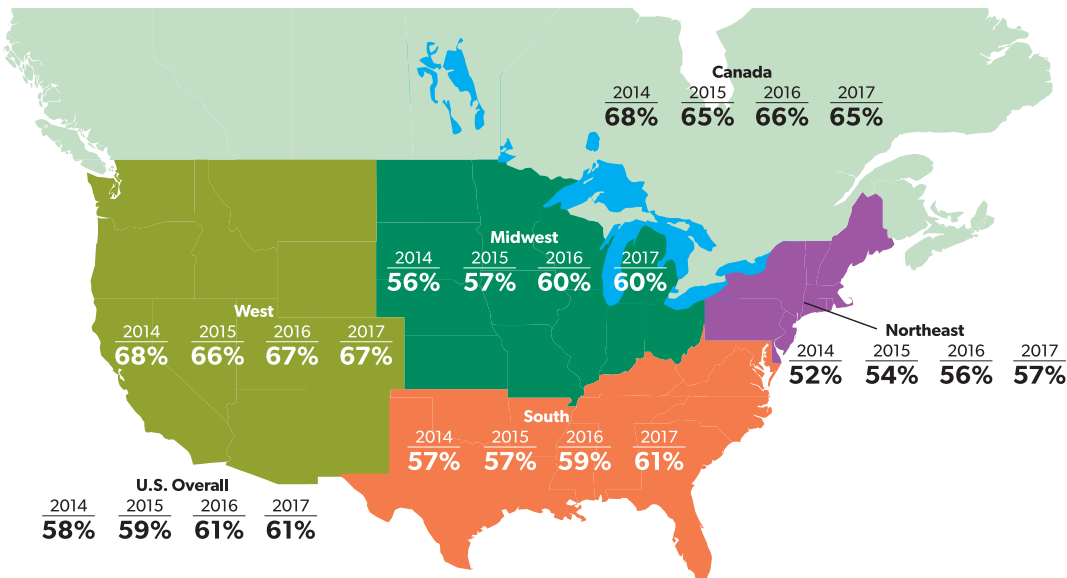 Canada
2014 2015 2016 2017
68% 65% 66% 65%
Midwest
2014 2015 2016 2017
56% 57% 60% 60%
West
2014 2015 2016 2017
68% 66% 67% 67%
Northeast
2014 2015 2016 2017
52% 54% 56% 57%
South
2014 2015 2016 2017
57% 57% 59% 61%
U.S. Overall
2014 2015 2016 2017
58% 59% 61% 61%